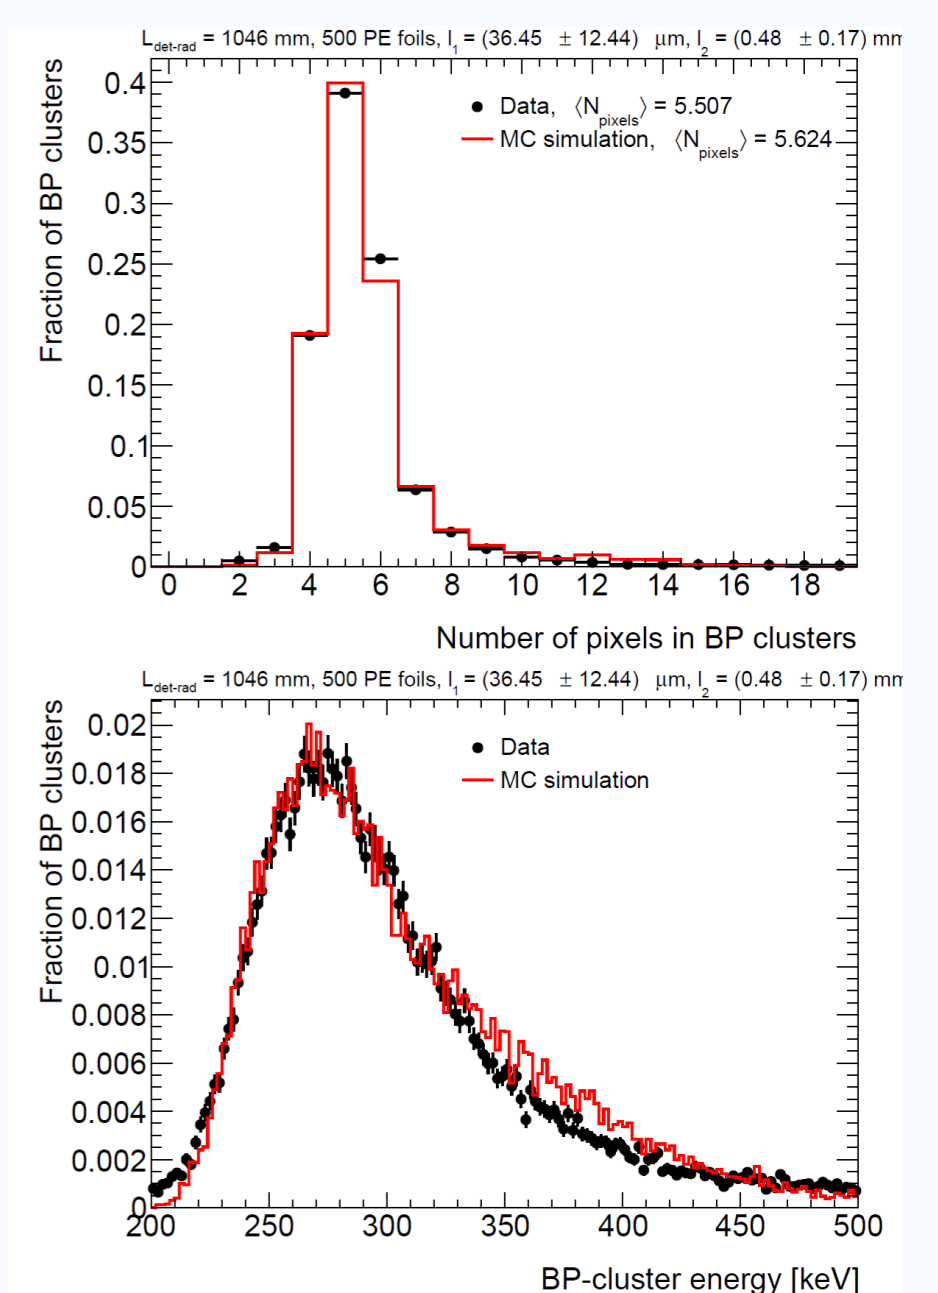 L_det-rad = 1046 mm, 500 PE foils, l_1 = (36.45 ± 12.44) μm, l_2 = (0.48 ± 0.17) mm
Fraction of BP clusters
0.4
0.35
0.3
0.25
0.2
0.15
0.1
0.05
0
Data, ⟨N_pixels⟩ = 5.507
MC simulation, ⟨N_pixels⟩ = 5.624
0 2 4 6 8 10 12 14 16 18
Number of pixels in BP clusters
L_det-rad = 1046 mm, 500 PE foils, l_1 = (36.45 ± 12.44) μm, l_2 = (0.48 ± 0.17) mm
Fraction of BP clusters
0.02
0.018
0.016
0.014
0.012
0.01
0.008
0.006
0.004
0.002
0
Data
MC simulation
200 250 300 350 400 450 500
BP-cluster energy [keV]